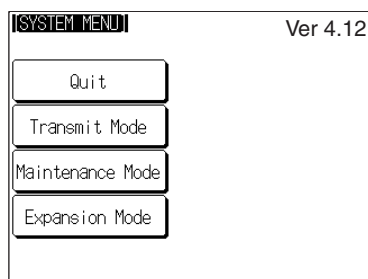 [SYSTEM MENU]
Ver 4.12
Quit
Transmit Mode
Maintenance Mode
Expansion Mode